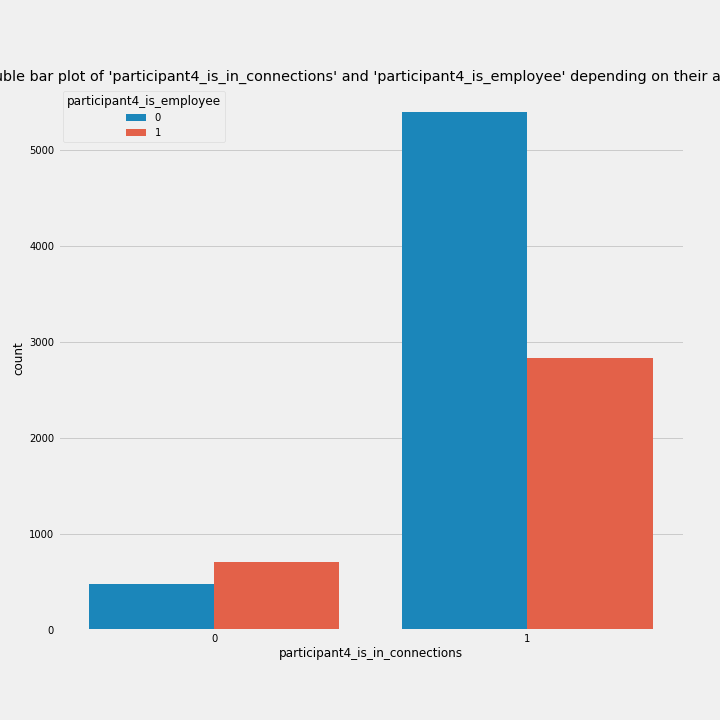 uble bar plot of 'participant4_is_in_connections' and 'participant4_is_employee' depending on their a
participant4_is_employee
0
1
5000
4000
3000
2000
1000
0
count
0 1
participant4_is_in_connections